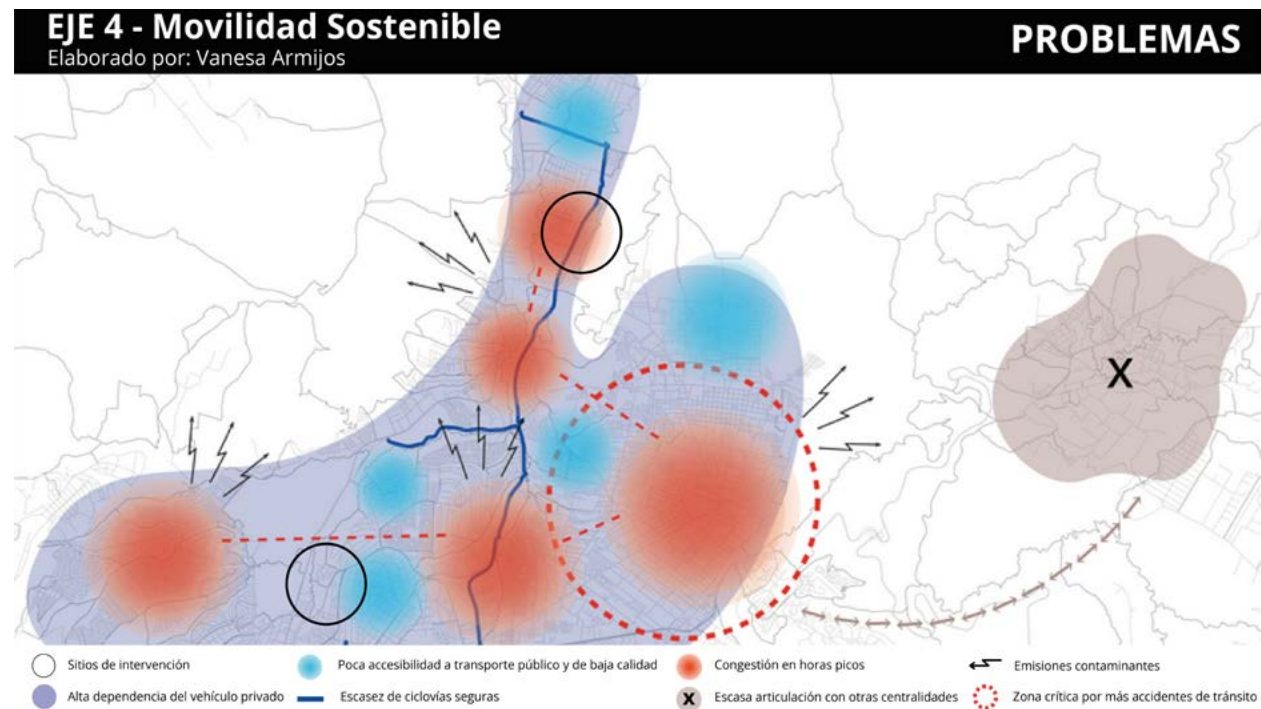 EJE 4 - Movilidad Sostenible
Elaborado por: Vanesa Armijos
PROBLEMAS
X
Sitios de intervención
Poca accesibilidad a transporte público y de baja calidad
Congestión en horas picos
Emisiones contaminantes
Alta dependencia del vehículo privado
Escasez de ciclovías seguras
X
Escasa articulación con otras centralidades
Zona crítica por más accidentes de tránsito